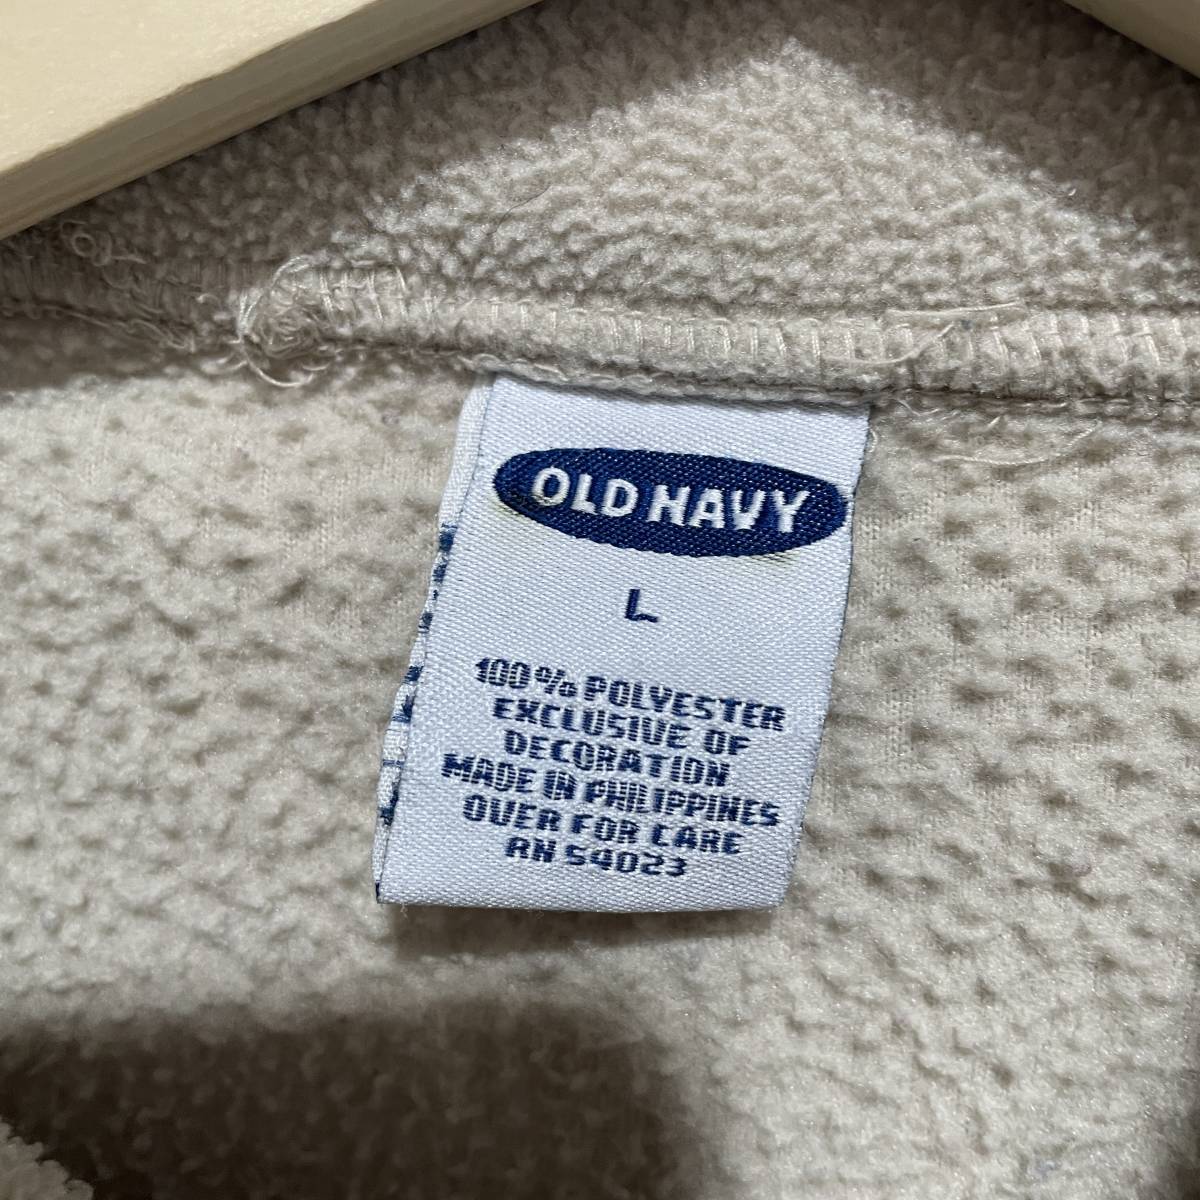 OLD NAVY
L
100% POLYESTER
EXCLUSIVE OF
DECORATION
MADE IN PHILIPPINES
OVER FOR CARE
RN 54023